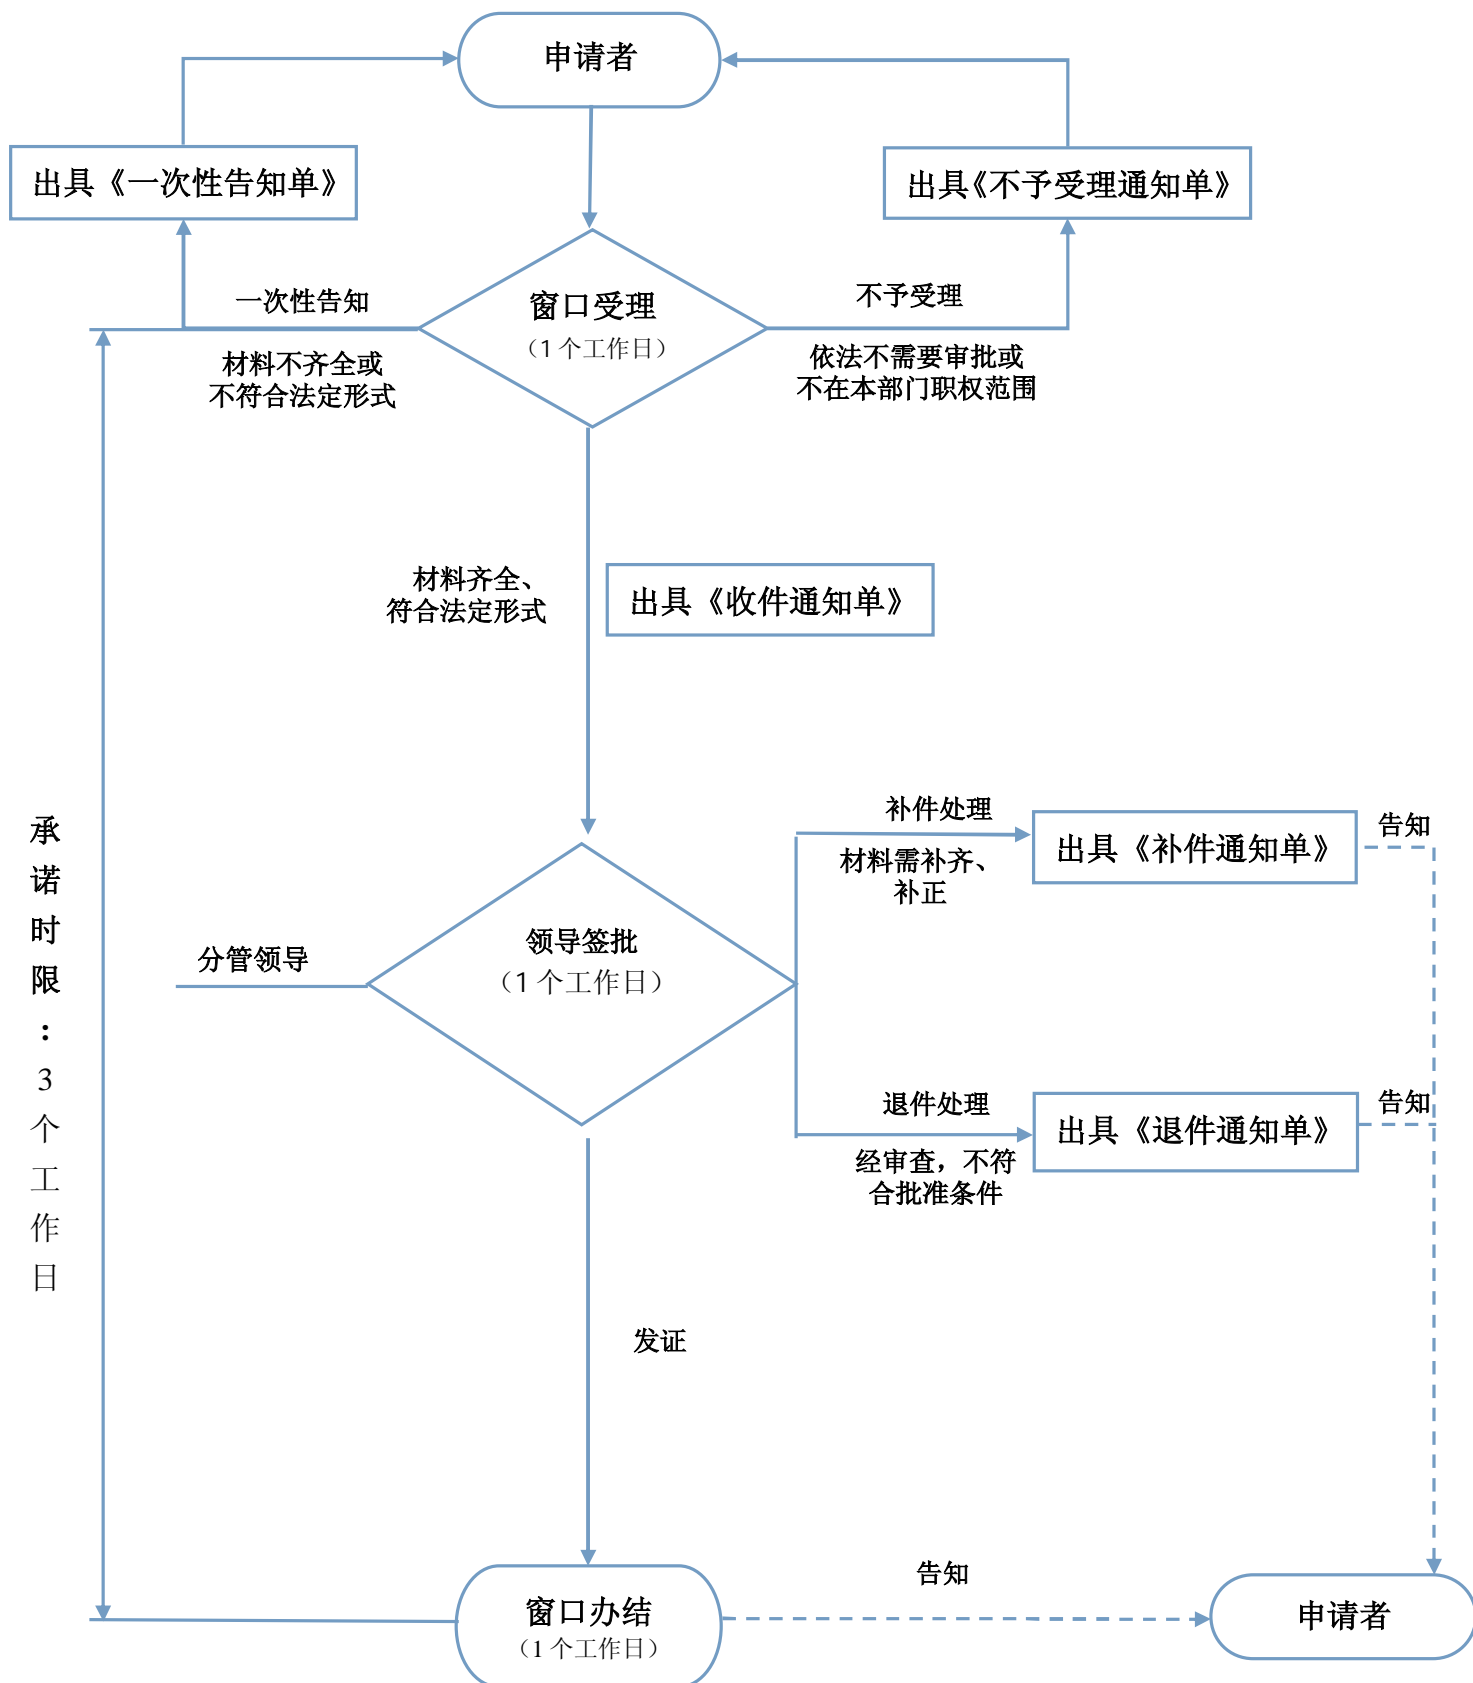 申请者
出具《一次性告知单》
出具《不予受理通知单》
一次性告知
窗口受理
（1 个工作日）
不予受理
材料不齐全或
不符合法定形式
依法不需要审批或
不在本部门职权范围
材料齐全、
符合法定形式
出具《收件通知单》
承诺时限：3个工作日
补件处理
材料需补齐、
补正
出具《补件通知单》
告知
分管领导
领导签批
（1 个工作日）
退件处理
经审查，不符
合批准条件
出具《退件通知单》
告知
发证
窗口办结
（1 个工作日）
告知
申请者